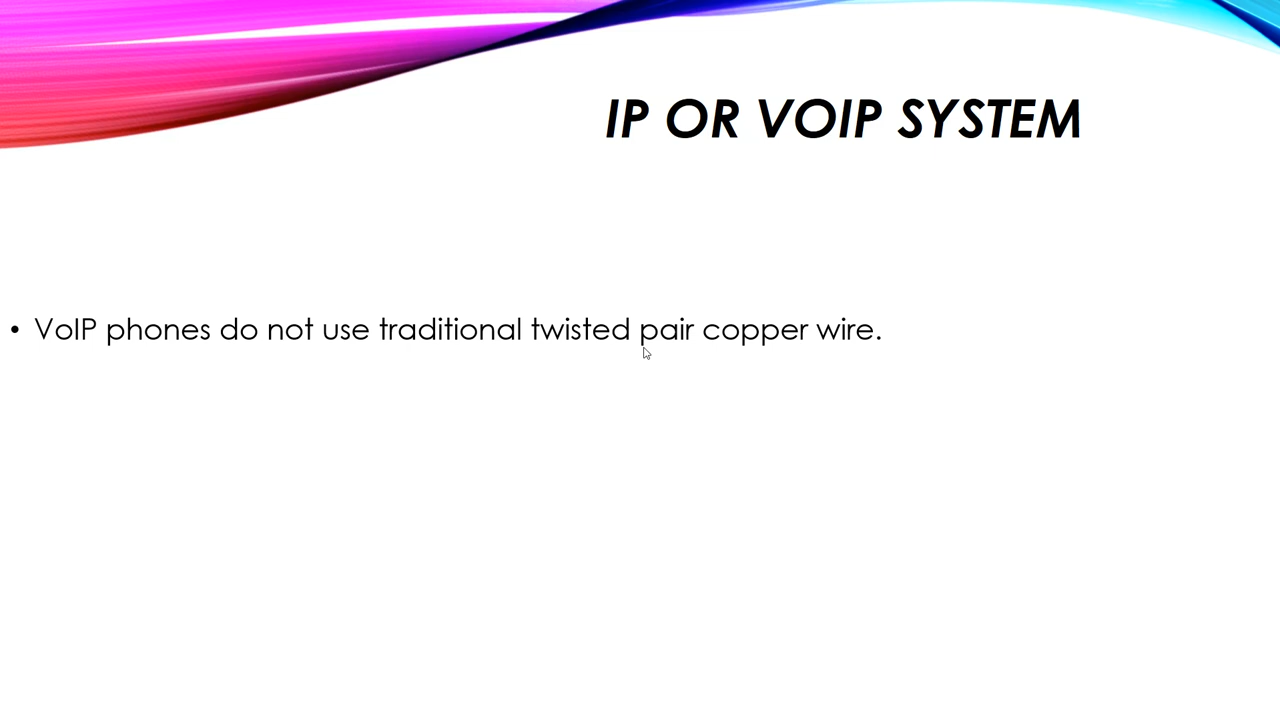 IP OR VOIP SYSTEM
• VoIP phones do not use traditional twisted pair copper wire.